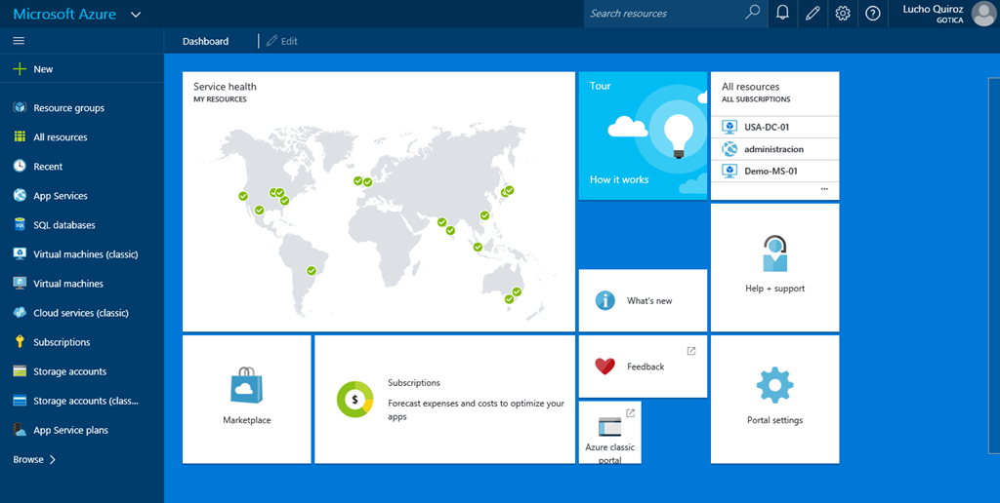 Microsoft Azure
Search resources
Lucho Quiroz
GOTICA
Dashboard
Edit
New
Resource groups
All resources
Recent
App Services
SQL databases
Virtual machines (classic)
Virtual machines
Cloud services (classic)
Subscriptions
Storage accounts
Storage accounts (class...
App Service plans
Browse
Service health
MY RESOURCES
Tour
How it works
All resources
ALL SUBSCRIPTIONS
USA-DC-01
administracion
Demo-MS-01
...
What's new
Help + support
Marketplace
$
Subscriptions
Forecast expenses and costs to optimize your
apps
Feedback
Azure classic
portal
Portal settings